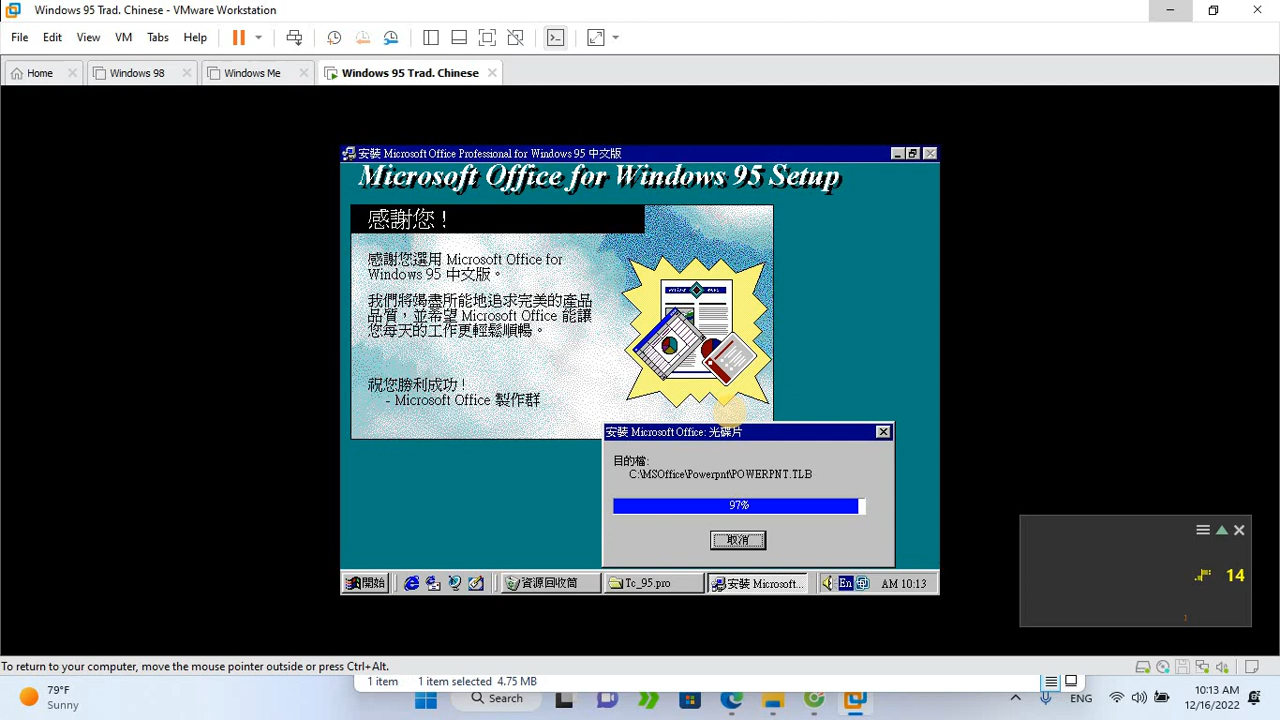 Windows 95 Trad. Chinese - VMware Workstation
File Edit View VM Tabs Help
Home Windows 98 Windows Me Windows 95 Trad. Chinese
安裝 Microsoft Office Professional for Windows 95 中文版
Microsoft Office for Windows 95 Setup
感謝您！
感謝您選用 Microsoft Office for
Windows 95 中文版。
我們將竭盡所能地追求完美的產品
品質，並希望 Microsoft Office 能讓
您每天的工作更輕鬆順暢。
祝您勝利成功！
- Microsoft Office 製作群
安裝 Microsoft Office: 光碟片
目的檔:
C:\MSOffice\Powerpnt\POWERPNT.TLB
97%
取消
開始 資源回收筒 Tc_95.pro 安裝 Microsoft... En AM 10:13
14
1
To return to your computer, move the mouse pointer outside or press Ctrl+Alt.
1 item 1 item selected 4.75 MB
79°F
Sunny
Search
ENG
10:13 AM
12/16/2022